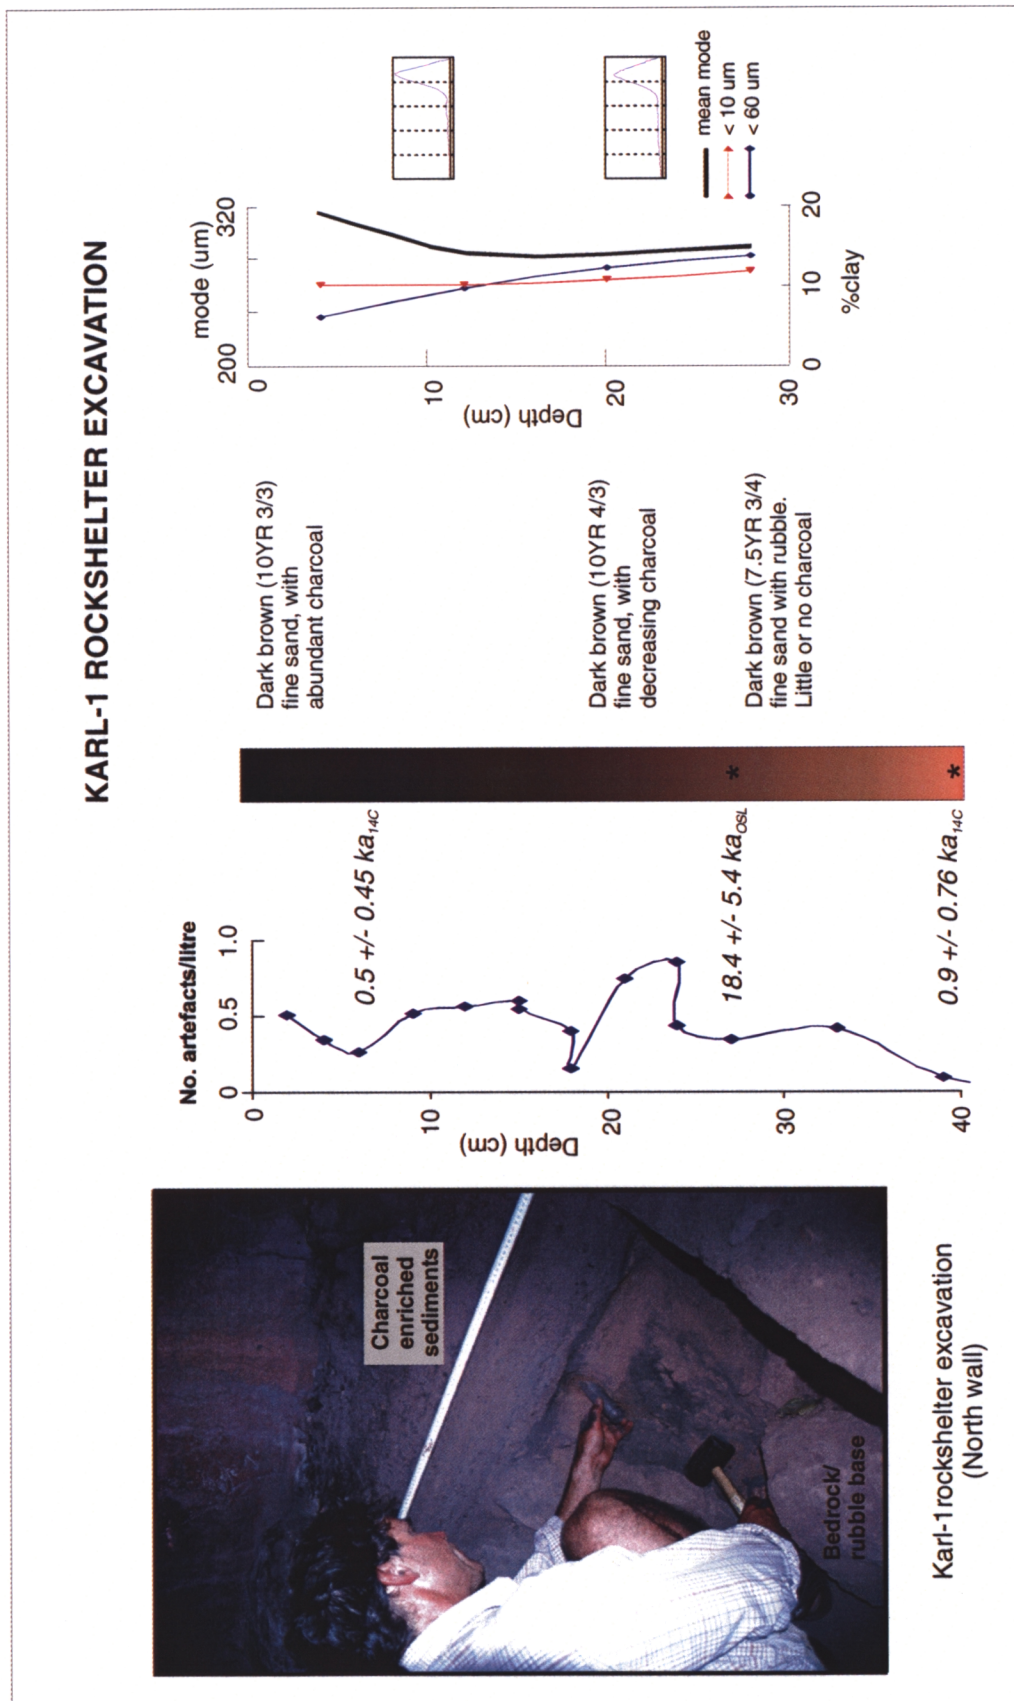 KARL-1 ROCKSHELTER EXCAVATION
Charcoal
enriched
sediments
Bedrock/
rubble base
Karl-1 rockshelter excavation
(North wall)
No. artefacts/litre
0
0.5
1.0
0
10
20
30
40
Depth (cm)
0.5 +/- 0.45 ka14C
18.4 +/- 5.4 kaOSL
0.9 +/- 0.76 ka14C
*
*
Dark brown (10YR 3/3)
fine sand, with
abundant charcoal
Dark brown (10YR 4/3)
fine sand, with
decreasing charcoal
Dark brown (7.5YR 3/4)
fine sand with rubble.
Little or no charcoal
mode (um)
200
320
0
10
20
30
Depth (cm)
0
10
20
%clay
mean mode
< 10 um
< 60 um